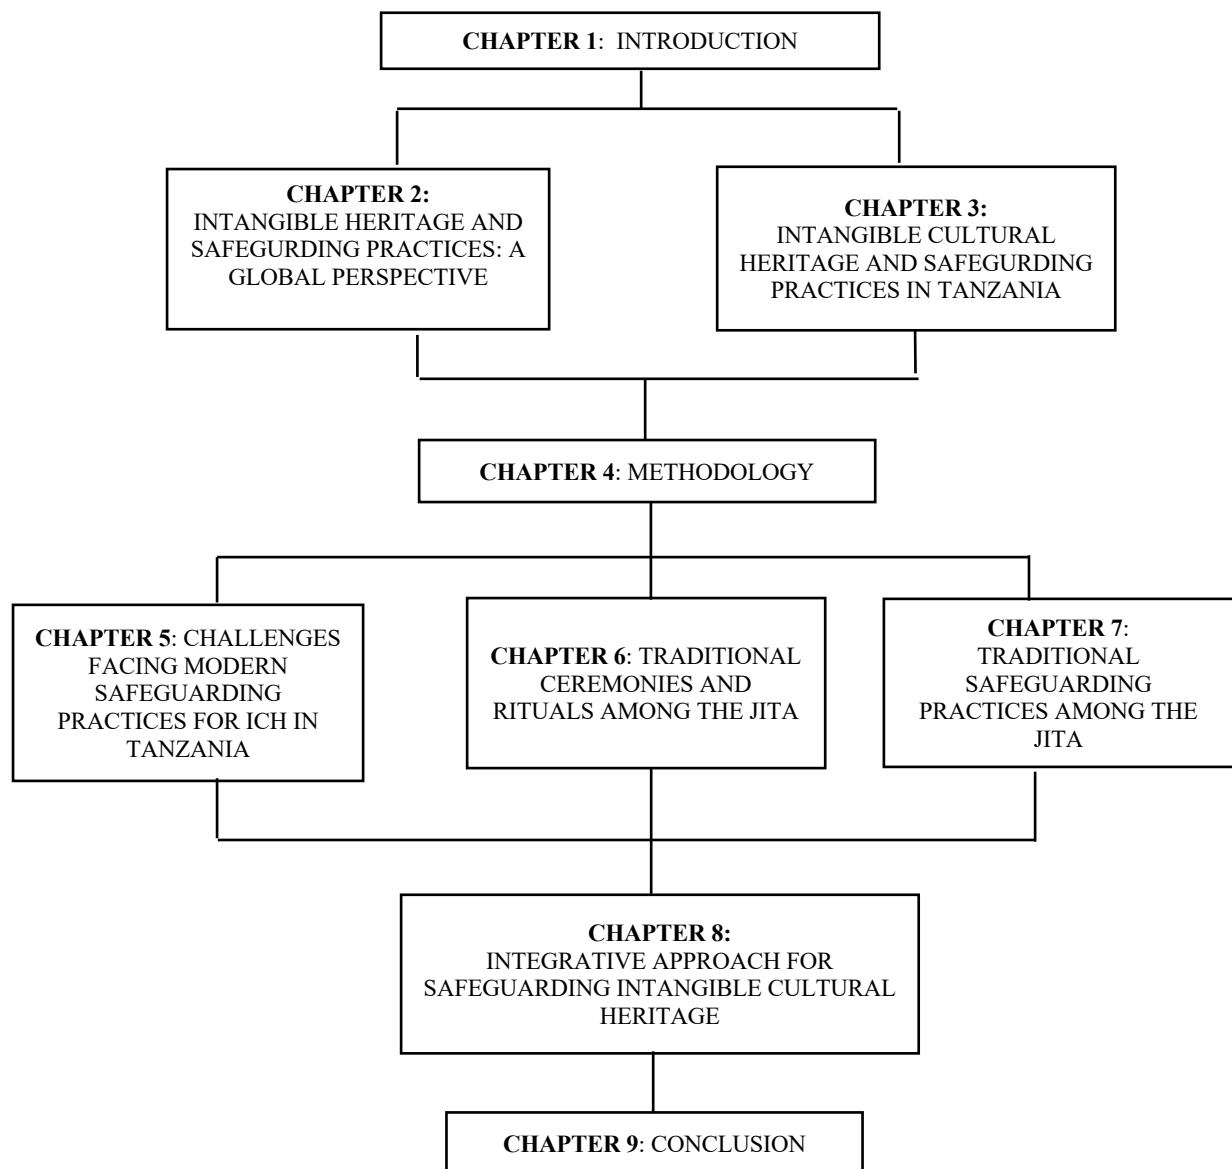 CHAPTER 1:  INTRODUCTION
CHAPTER 2:
INTANGIBLE HERITAGE AND
SAFEGURDING PRACTICES: A
GLOBAL PERSPECTIVE
CHAPTER 3:
INTANGIBLE CULTURAL
HERITAGE AND SAFEGURDING
PRACTICES IN TANZANIA
CHAPTER 4: METHODOLOGY
CHAPTER 5: CHALLENGES
FACING MODERN
SAFEGUARDING
PRACTICES FOR ICH IN
TANZANIA
CHAPTER 6: TRADITIONAL
CEREMONIES AND
RITUALS AMONG THE JITA
CHAPTER 7:
TRADITIONAL
SAFEGUARDING
PRACTICES AMONG THE
JITA
CHAPTER 8:
INTEGRATIVE APPROACH FOR
SAFEGUARDING INTANGIBLE CULTURAL
HERITAGE
CHAPTER 9: CONCLUSION